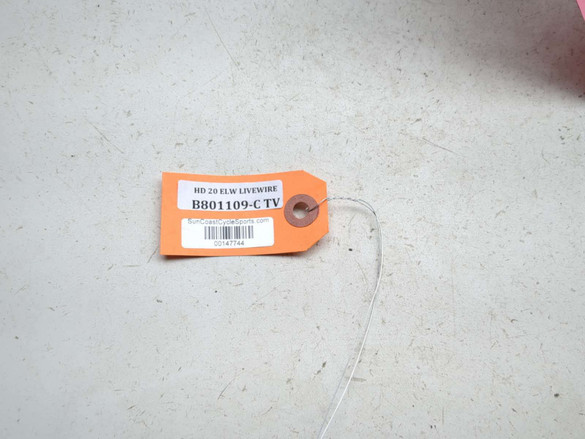 HD 20 ELW LIVEWIRE
B801109-C TV
SunCoastCycleSports.com
00147744